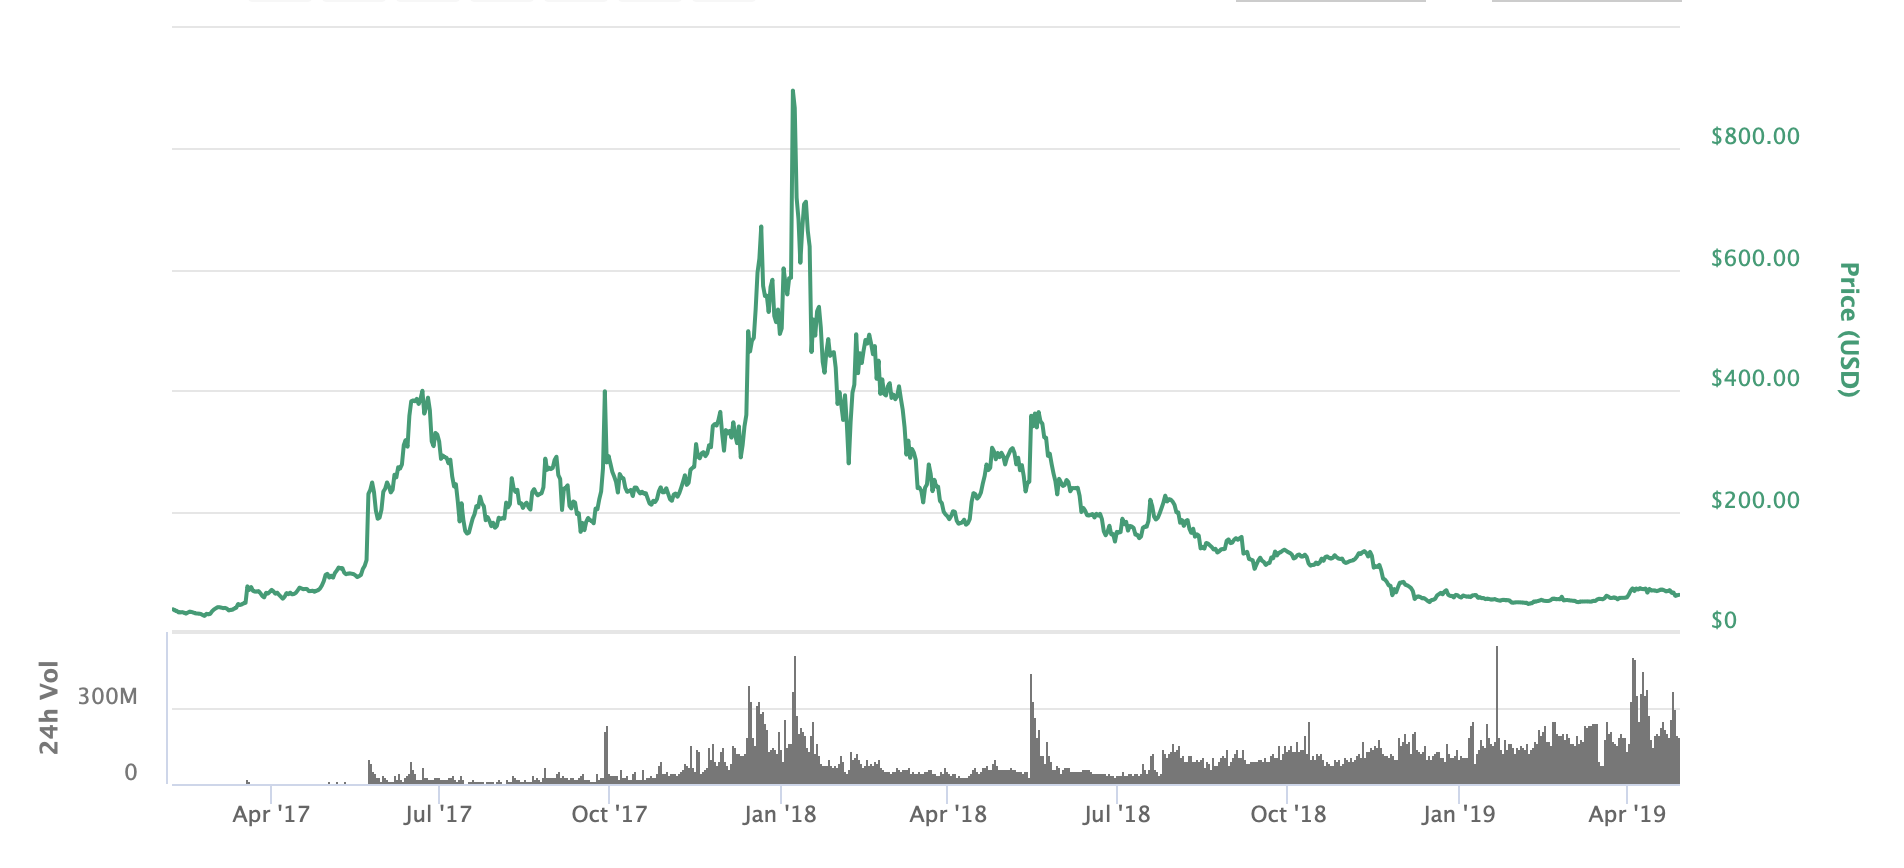 $800.00
$600.00
$400.00
$200.00
$0
Price (USD)
24h Vol
300M
0
Apr '17
Jul '17
Oct '17
Jan '18
Apr '18
Jul '18
Oct '18
Jan '19
Apr '19